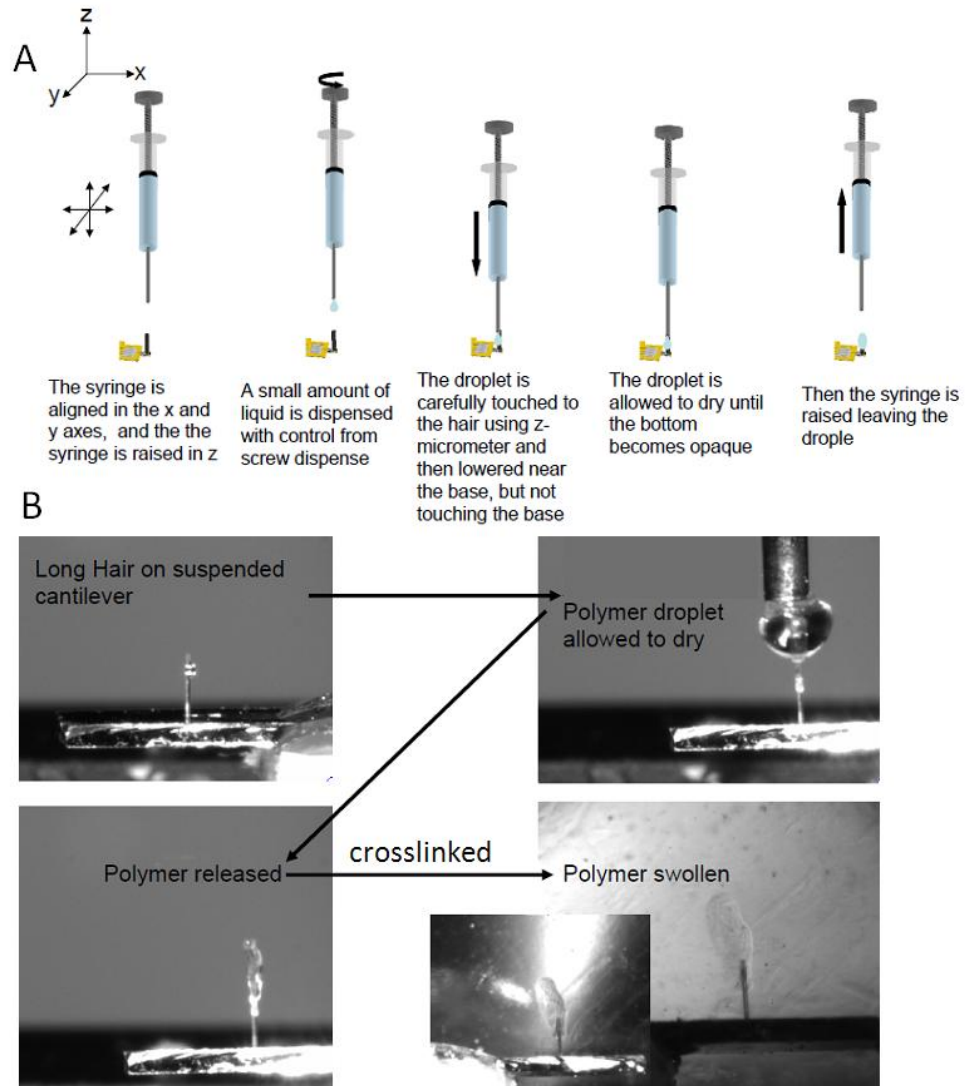 A
z
x
y
The syringe is
aligned in the x and
y axes,  and the the
syringe is raised in z
A small amount of
liquid is dispensed
with control from
screw dispense
The droplet is
carefully touched to
the hair using z-
micrometer and
then lowered near
the base, but not
touching the base
The droplet is
allowed to dry until
the bottom
becomes opaque
Then the syringe is
raised leaving the
drople
B
Long Hair on suspended
cantilever
Polymer droplet
allowed to dry
Polymer released
crosslinked
Polymer swollen